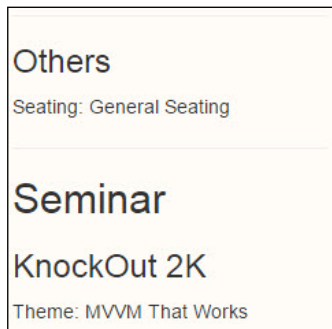 Others
Seating: General Seating
Seminar
KnockOut 2K
Theme: MVVM That Works